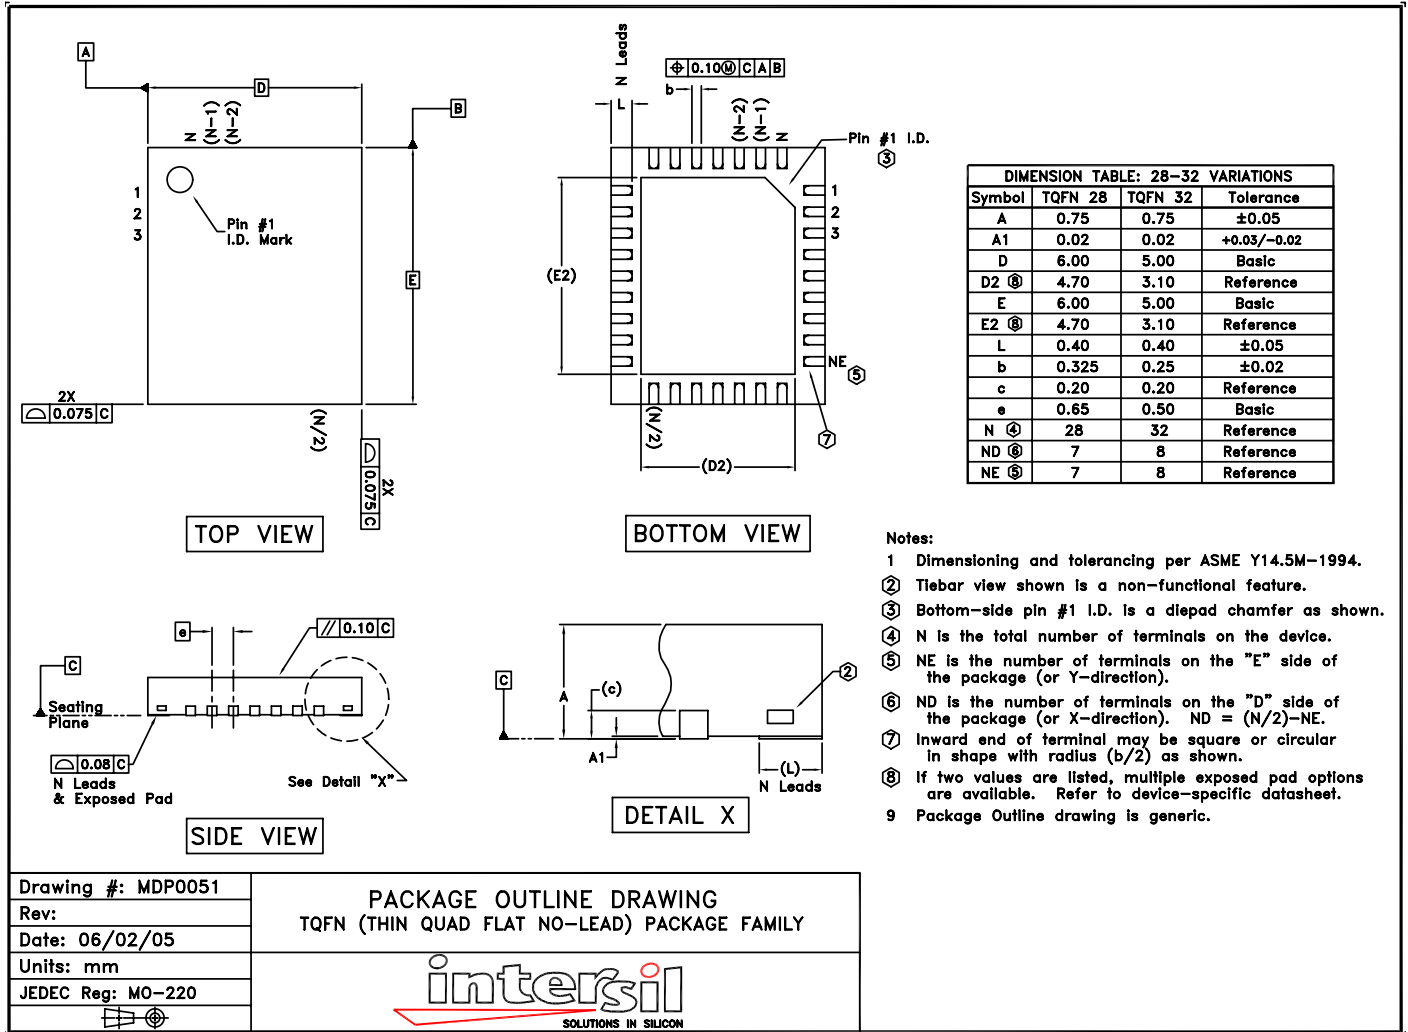 A
D
B
N
(N-1)
(N-2)
1
2
3
Pin #1
I.D. Mark
E
2X
0.075 C
(N/2)
2X
0.075 C
TOP VIEW
N Leads
L
⌖ 0.10Ⓜ C A B
b
(N-2)
(N-1)
N
Pin #1 I.D.
3
1
2
3
(E2)
NE
5
7
(N/2)
(D2)
BOTTOM VIEW
DIMENSION TABLE: 28-32 VARIATIONS
Symbol TQFN 28 TQFN 32 Tolerance
A 0.75 0.75 ±0.05
A1 0.02 0.02 +0.03/-0.02
D 6.00 5.00 Basic
D2 8 4.70 3.10 Reference
E 6.00 5.00 Basic
E2 8 4.70 3.10 Reference
L 0.40 0.40 ±0.05
b 0.325 0.25 ±0.02
c 0.20 0.20 Reference
e 0.65 0.50 Basic
N 4 28 32 Reference
ND 6 7 8 Reference
NE 5 7 8 Reference
Notes:
1 Dimensioning and tolerancing per ASME Y14.5M-1994.
2 Tiebar view shown is a non-functional feature.
3 Bottom-side pin #1 I.D. is a diepad chamfer as shown.
4 N is the total number of terminals on the device.
5 NE is the number of terminals on the "E" side of
the package (or Y-direction).
6 ND is the number of terminals on the "D" side of
the package (or X-direction). ND = (N/2)-NE.
7 Inward end of terminal may be square or circular
in shape with radius (b/2) as shown.
8 If two values are listed, multiple exposed pad options
are available. Refer to device-specific datasheet.
9 Package Outline drawing is generic.
e
// 0.10 C
C
Seating
Plane
0.08 C
N Leads
& Exposed Pad
See Detail "X"
SIDE VIEW
C
A
(c)
2
A1
(L)
N Leads
DETAIL X
Drawing #: MDP0051
Rev:
Date: 06/02/05
Units: mm
JEDEC Reg: MO-220
PACKAGE OUTLINE DRAWING
TQFN (THIN QUAD FLAT NO-LEAD) PACKAGE FAMILY
intersil
SOLUTIONS IN SILICON